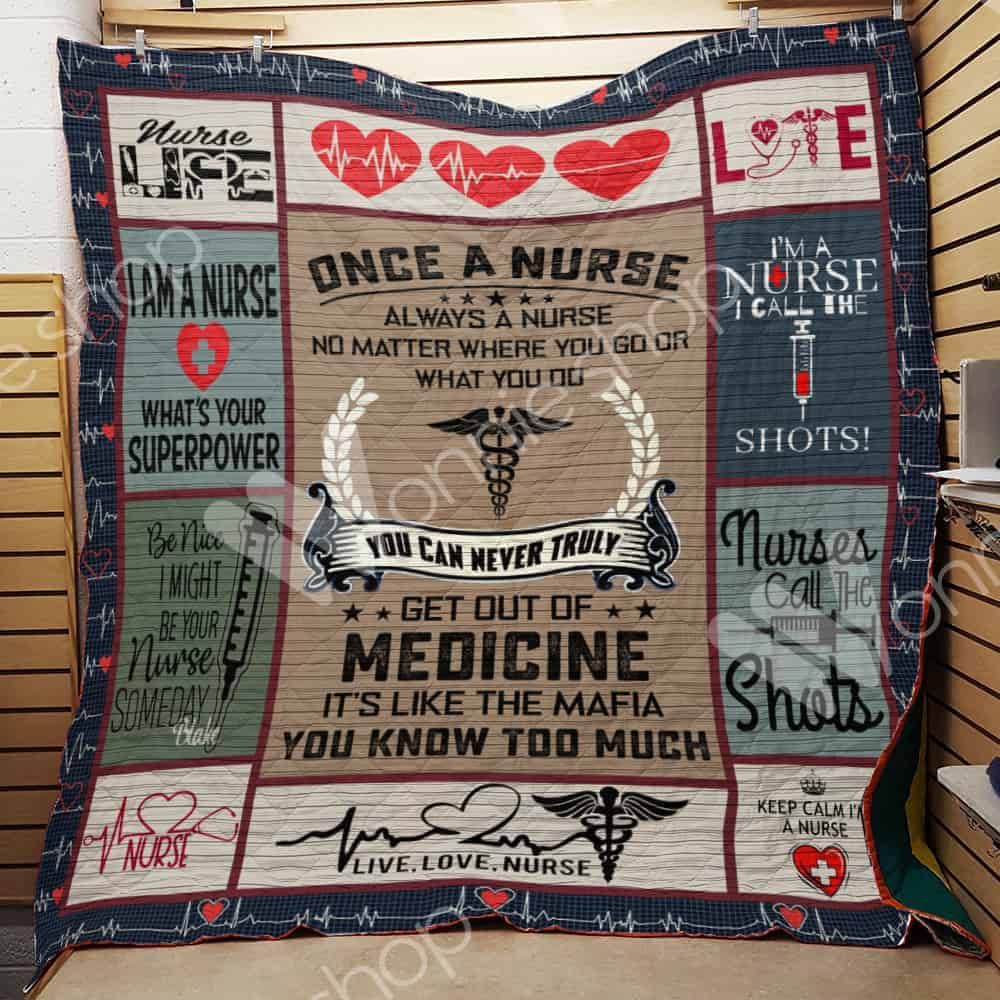 Nurse
LIFE
LOVE
I AM A NURSE
WHAT'S YOUR
SUPERPOWER
ONCE A NURSE
ALWAYS A NURSE
NO MATTER WHERE YOU GO OR
WHAT YOU DO
YOU CAN NEVER TRULY
GET OUT OF
MEDICINE
IT'S LIKE THE MAFIA
YOU KNOW TOO MUCH
I'M A
NURSE
I CALL THE
SHOTS!
Be Nice
I MIGHT
BE YOUR
Nurse
SOMEDAY
Blake
Nurses
Call THE
Shots
NURSE
LIVE.LOVE.NURSE
KEEP CALM I'M
A NURSE